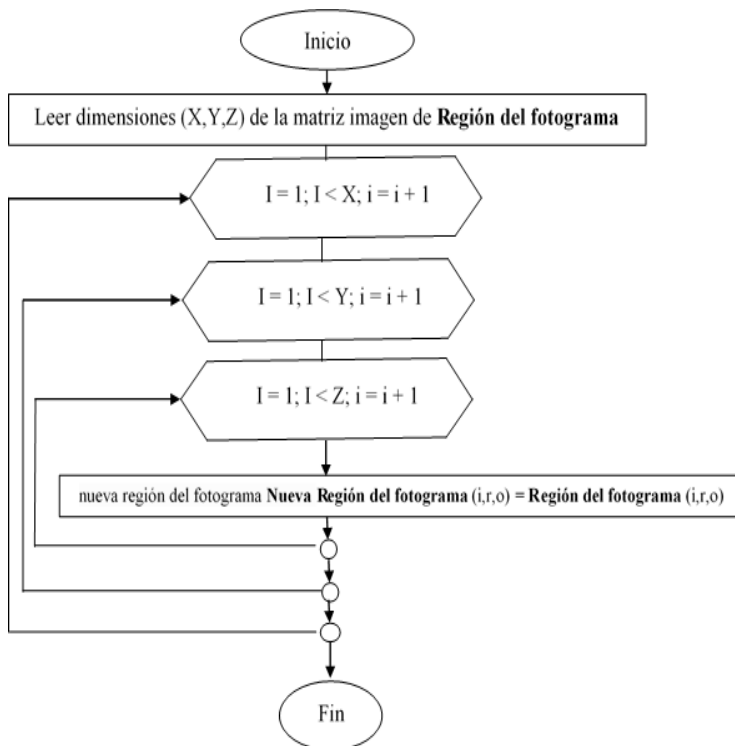 Inicio
Leer dimensiones (X,Y,Z) de la matriz imagen de Región del fotograma
I = 1; I < X; i = i + 1
I = 1; I < Y; i = i + 1
I = 1; I < Z; i = i + 1
nueva región del fotograma Nueva Región del fotograma (i,r,o) = Región del fotograma (i,r,o)
Fin